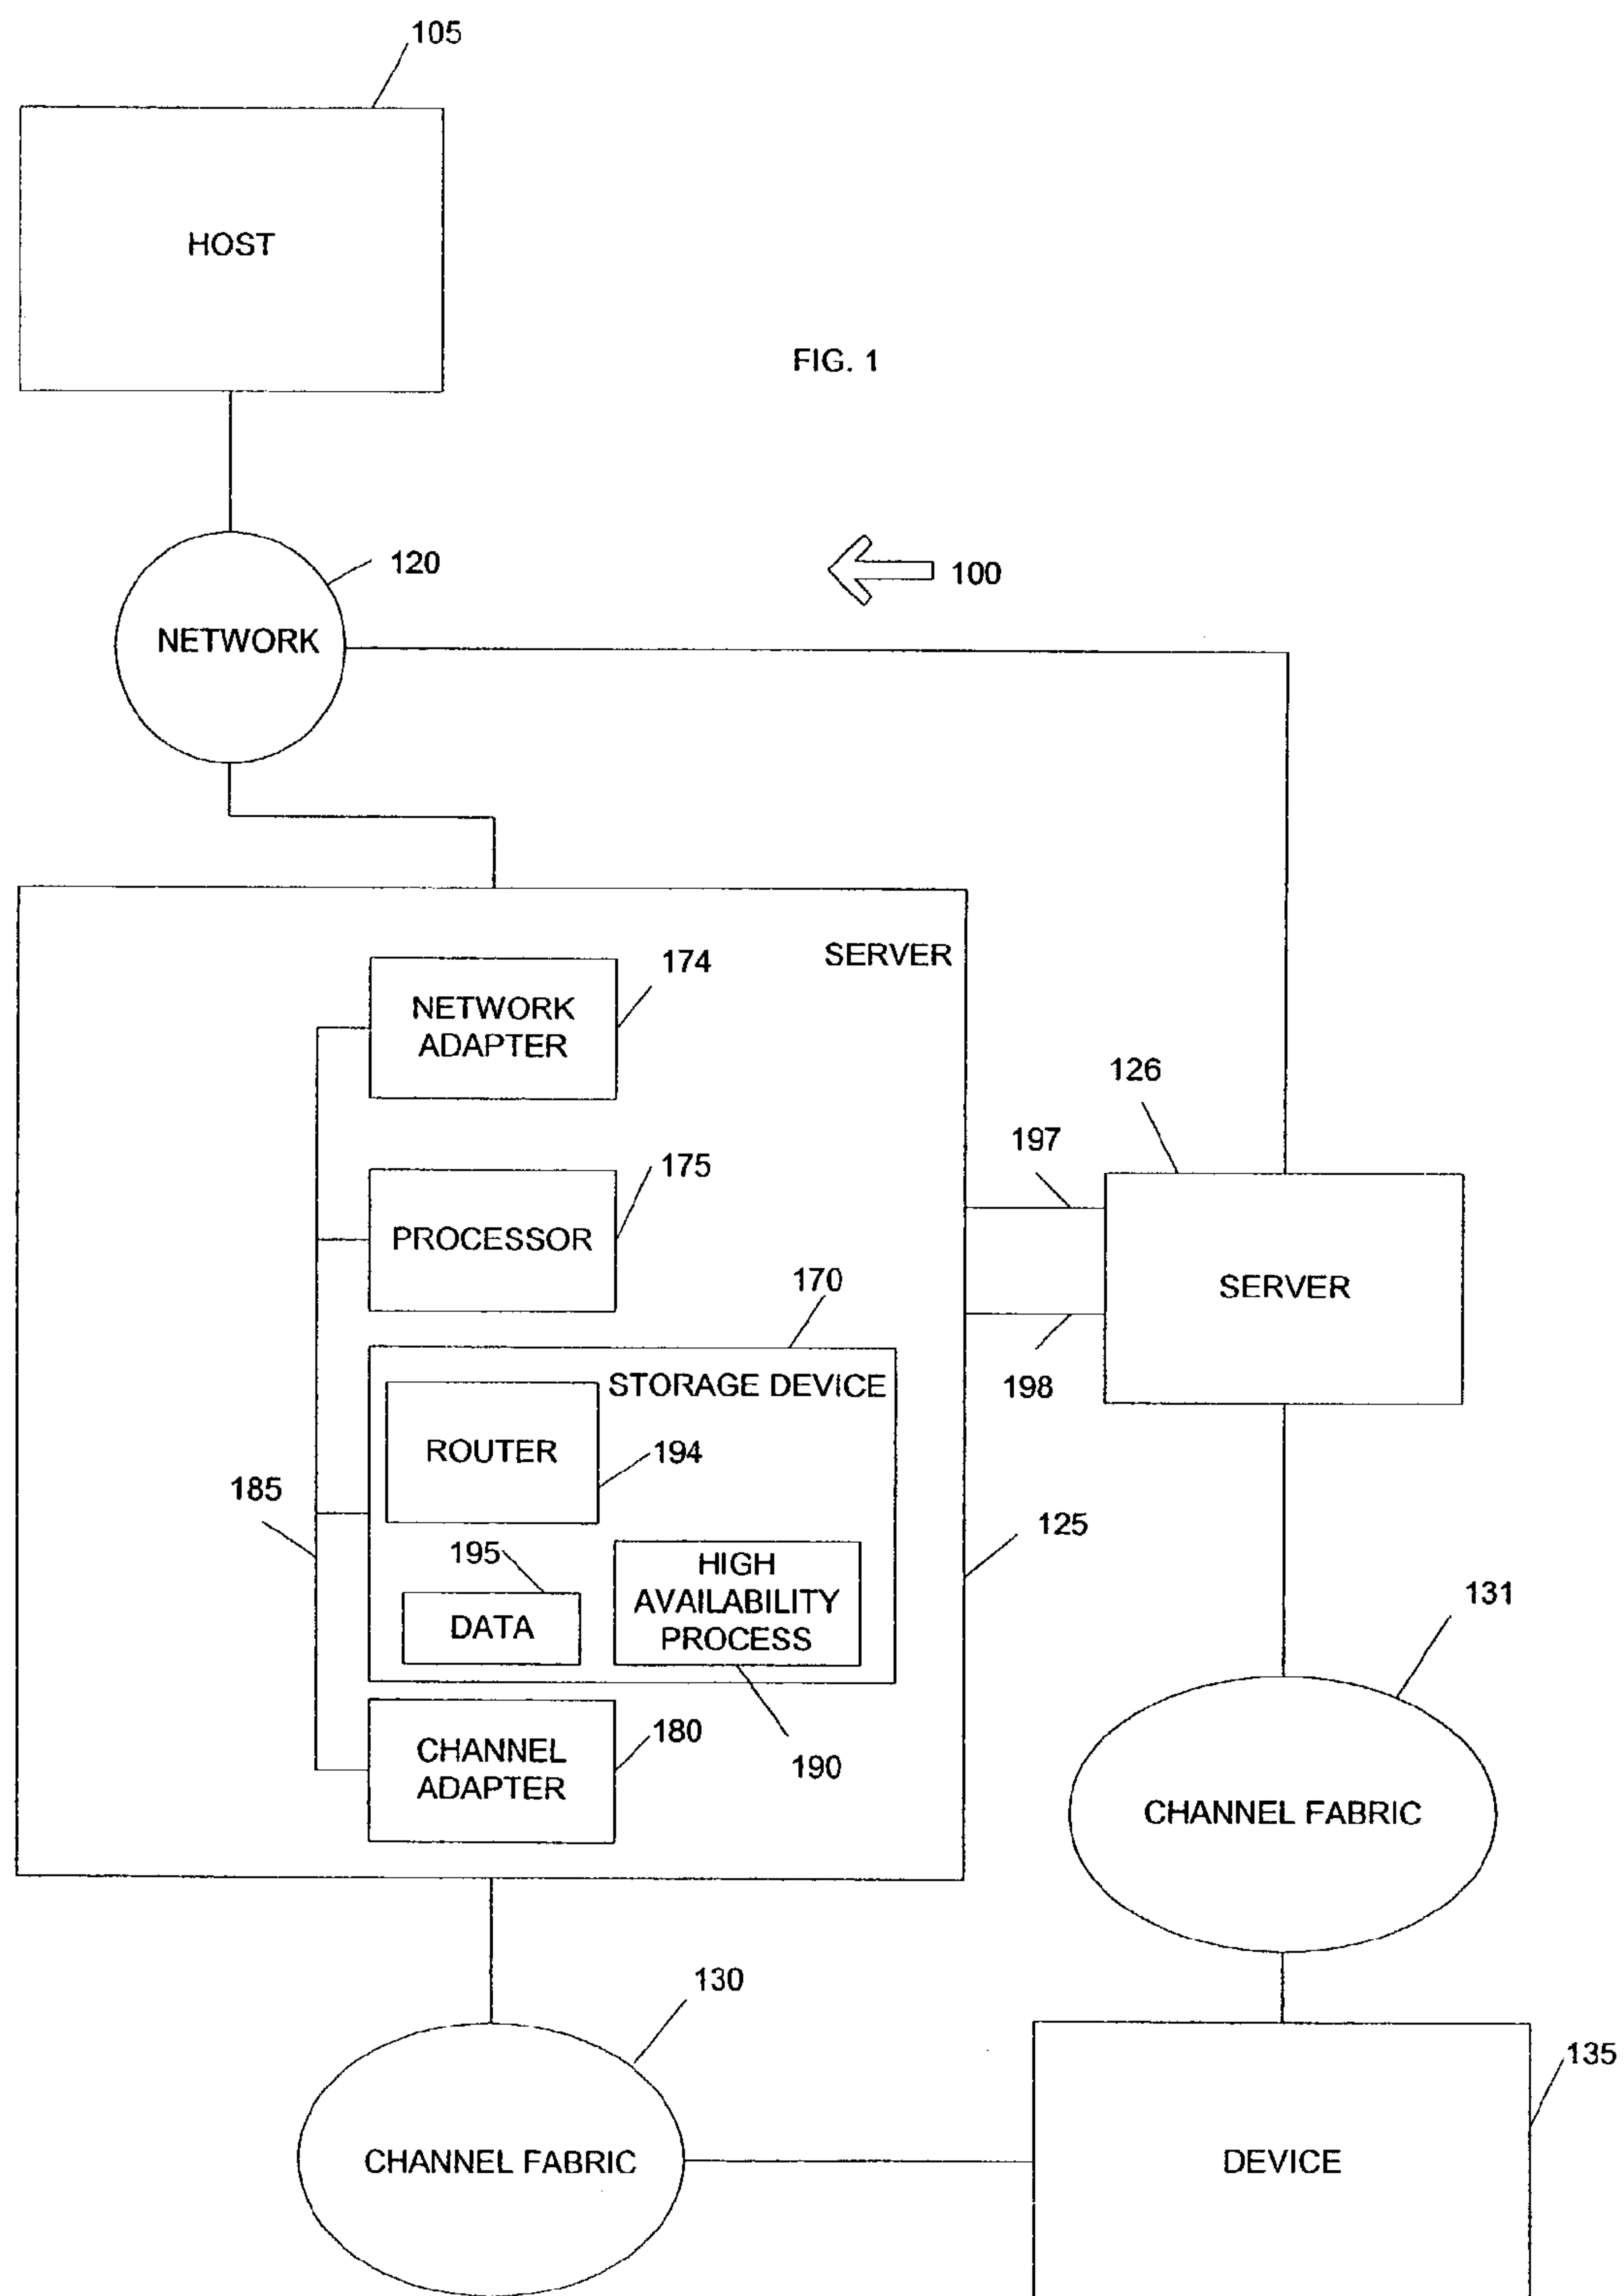 105
HOST
FIG. 1
120
100
NETWORK
SERVER
174
NETWORK
ADAPTER
126
197
175
PROCESSOR
170
SERVER
STORAGE DEVICE
198
ROUTER
194
185
125
195
HIGH
AVAILABILITY
PROCESS
DATA
131
180
CHANNEL
ADAPTER
190
CHANNEL FABRIC
130
135
CHANNEL FABRIC
DEVICE